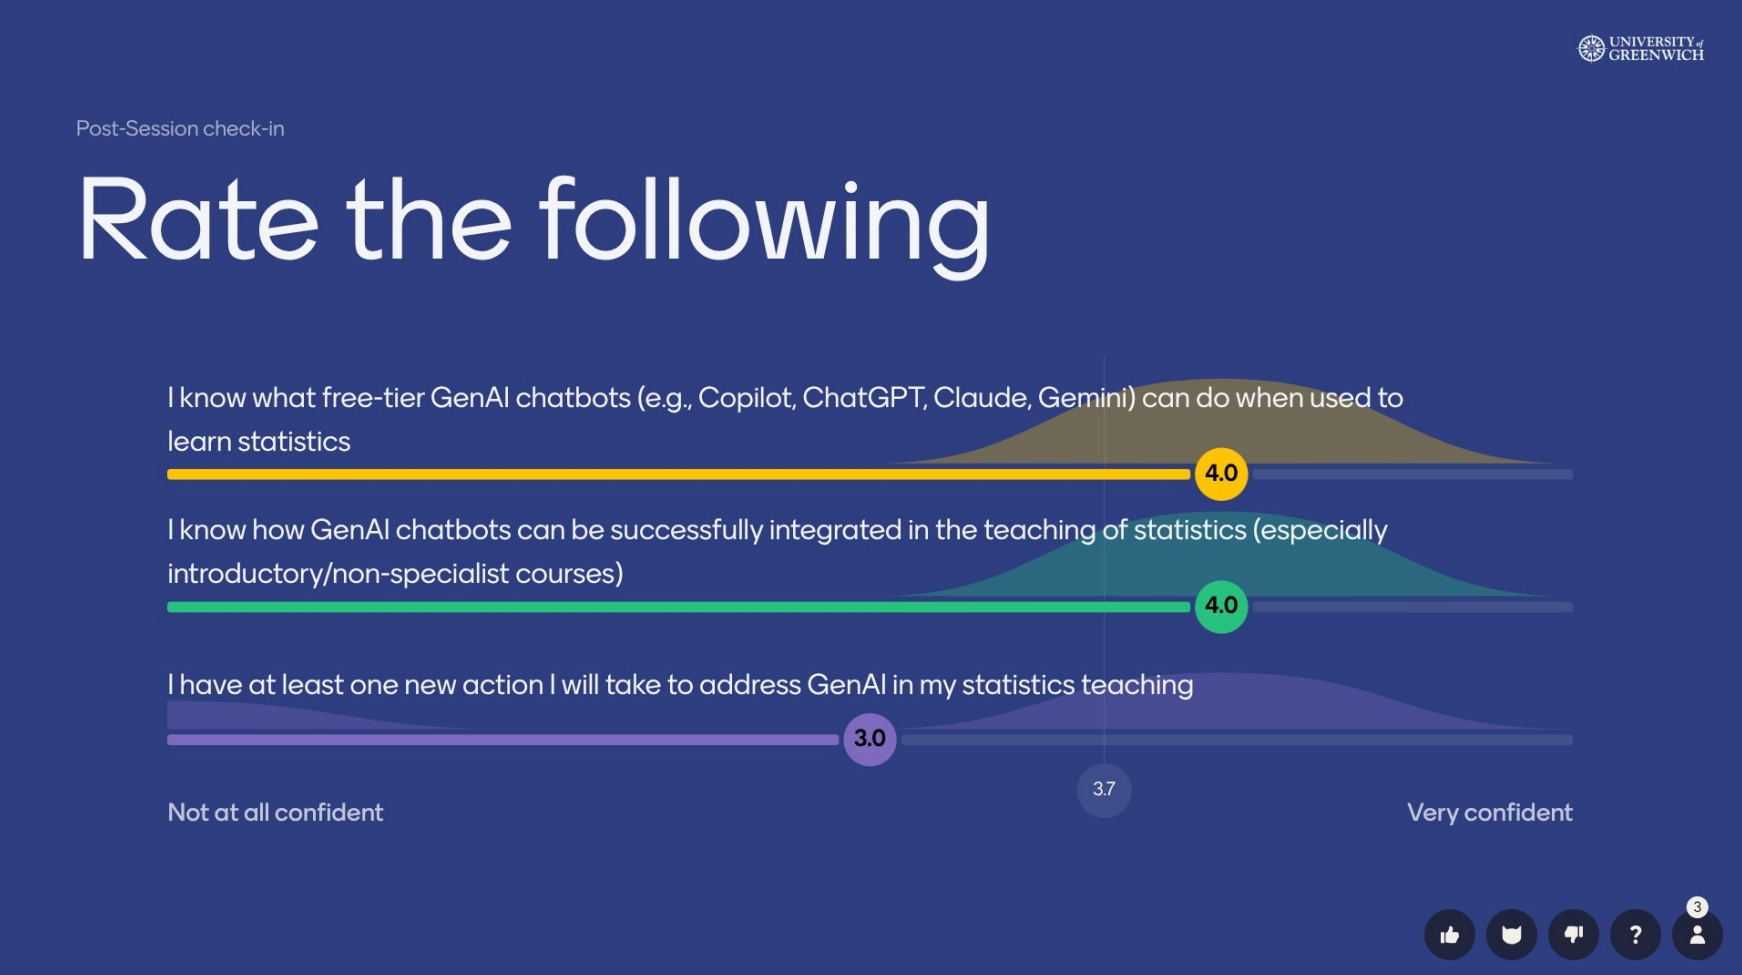 UNIVERSITY of
GREENWICH
Post-Session check-in
Rate the following
I know what free-tier GenAI chatbots (e.g., Copilot, ChatGPT, Claude, Gemini) can do when used to
learn statistics
4.0
I know how GenAI chatbots can be successfully integrated in the teaching of statistics (especially
introductory/non-specialist courses)
4.0
I have at least one new action I will take to address GenAI in my statistics teaching
3.0
3.7
Not at all confident
Very confident
3
?